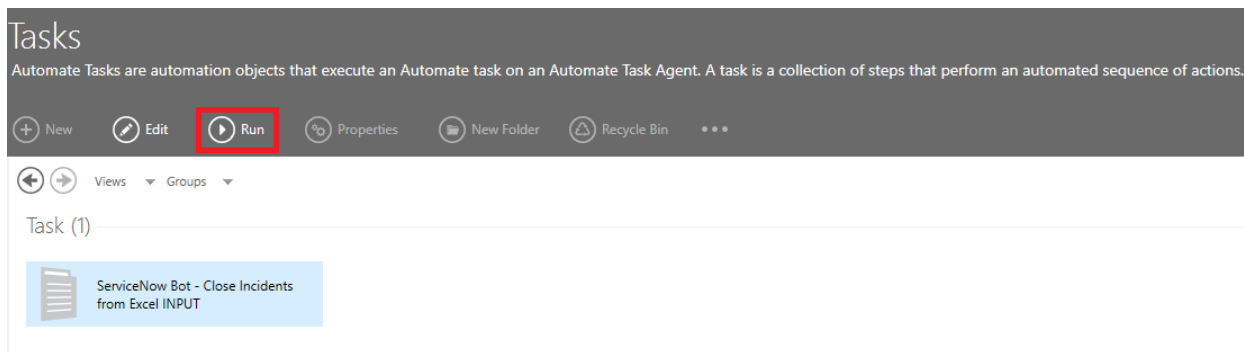 Tasks
Automate Tasks are automation objects that execute an Automate task on an Automate Task Agent. A task is a collection of steps that perform an automated sequence of actions.
New Edit Run Properties New Folder Recycle Bin
Views Groups
Task (1)
ServiceNow Bot - Close Incidents
from Excel INPUT